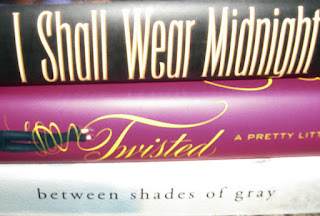 I Shall Wear Midnight
Twisted
A PRETTY LITT
between shades of gray